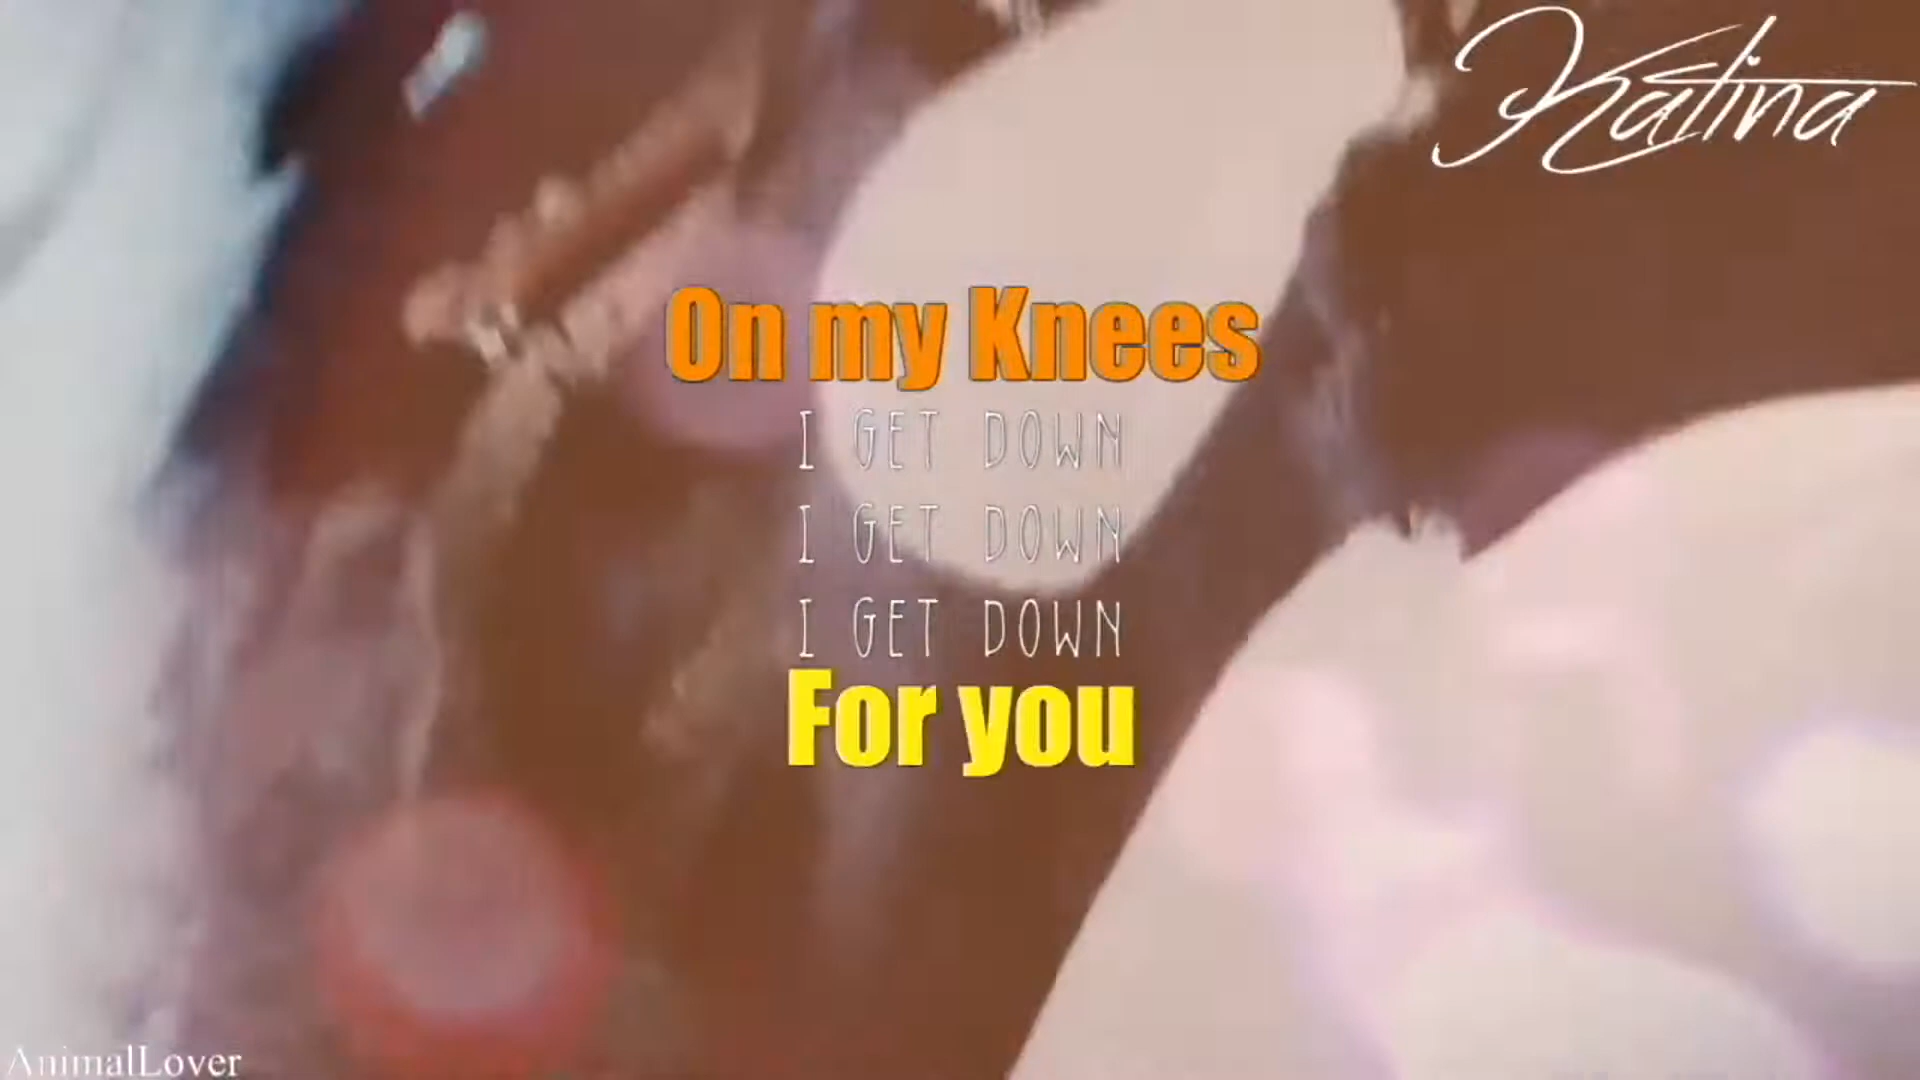 Katina
On my Knees
I GET DOWN
I GET DOWN
I GET DOWN
For you
AnimalLover